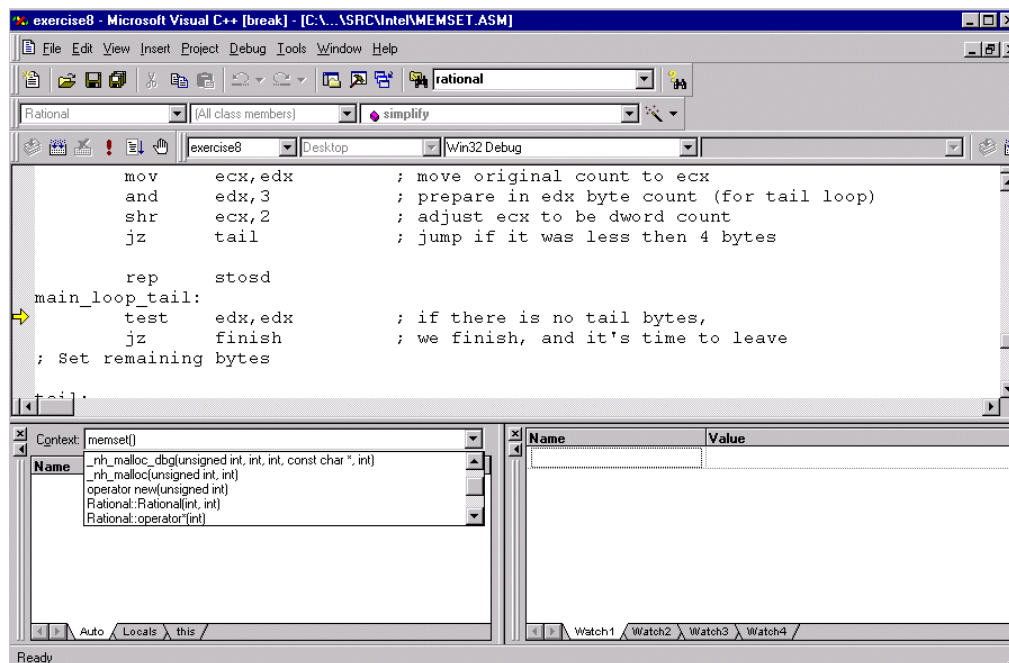 exercise8 - Microsoft Visual C++ [break] - [C:\...\SRC\Intel\MEMSET.ASM]
File Edit View Insert Project Debug Tools Window Help
rational
Rational (All class members) simplify
exercise8 Desktop Win32 Debug
mov ecx,edx ; move original count to ecx
and edx,3 ; prepare in edx byte count (for tail loop)
shr ecx,2 ; adjust ecx to be dword count
jz tail ; jump if it was less then 4 bytes
rep stosd
main_loop_tail:
test edx,edx ; if there is no tail bytes,
jz finish ; we finish, and it's time to leave
; Set remaining bytes
tail:
Context: memset()
Name
_nh_malloc_dbg(unsigned int, int, int, const char *, int)
_nh_malloc(unsigned int, int)
operator new(unsigned int)
Rational::Rational(int, int)
Rational::operator*(int)
Auto Locals this
Name Value
Watch1 Watch2 Watch3 Watch4
Ready